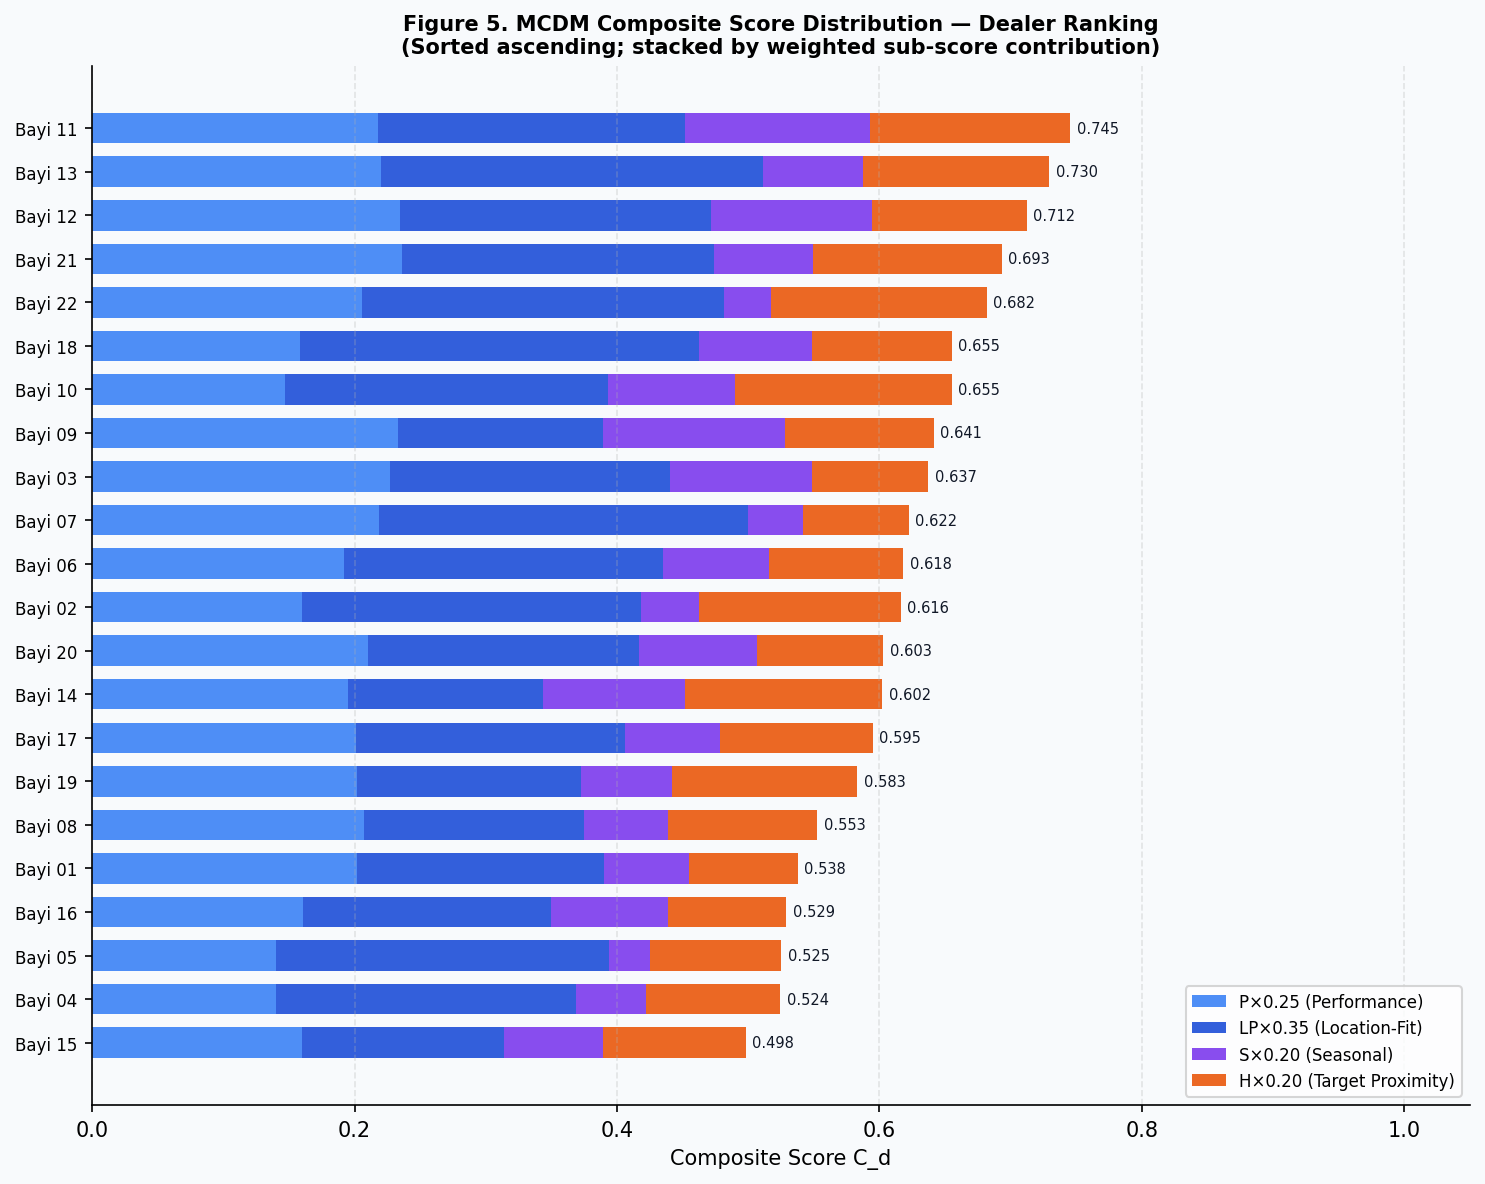 Figure 5. MCDM Composite Score Distribution — Dealer Ranking
(Sorted ascending; stacked by weighted sub-score contribution)
Bayi 11 0.745
Bayi 13 0.730
Bayi 12 0.712
Bayi 21 0.693
Bayi 22 0.682
Bayi 18 0.655
Bayi 10 0.655
Bayi 09 0.641
Bayi 03 0.637
Bayi 07 0.622
Bayi 06 0.618
Bayi 02 0.616
Bayi 20 0.603
Bayi 14 0.602
Bayi 17 0.595
Bayi 19 0.583
Bayi 08 0.553
Bayi 01 0.538
Bayi 16 0.529
Bayi 05 0.525
Bayi 04 0.524
Bayi 15 0.498
P×0.25 (Performance)
LP×0.35 (Location-Fit)
S×0.20 (Seasonal)
H×0.20 (Target Proximity)
0.0 0.2 0.4 0.6 0.8 1.0
Composite Score C_d